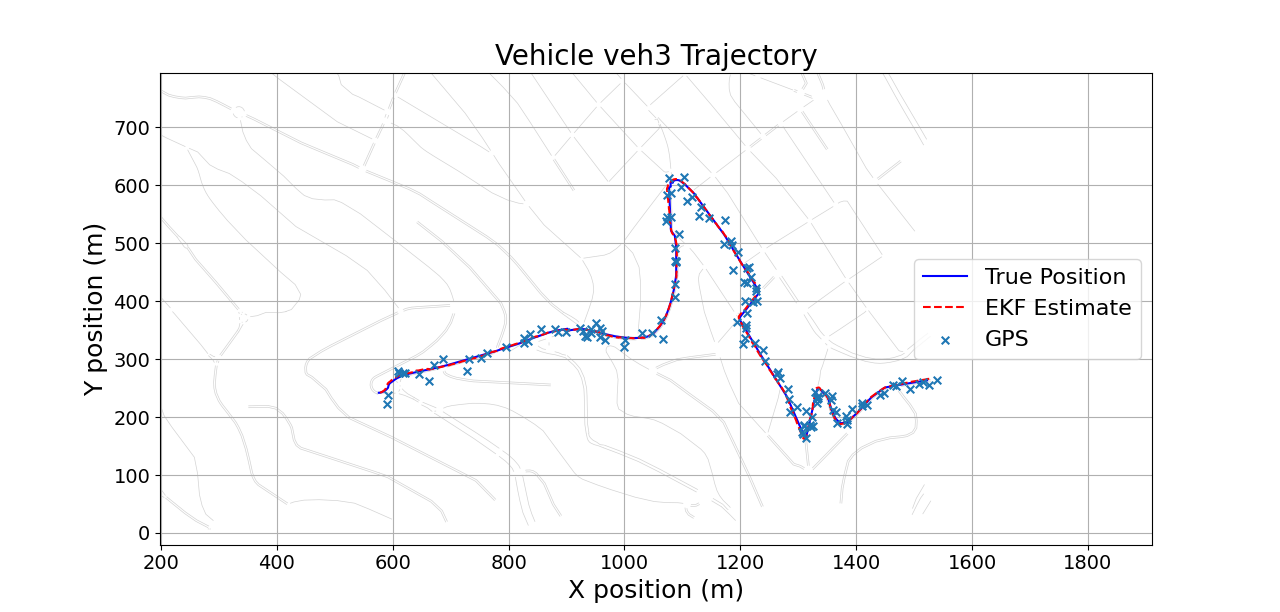 Vehicle veh3 Trajectory
Y position (m)
700
600
500
400
300
200
100
0
True Position
EKF Estimate
GPS
200 400 600 800 1000 1200 1400 1600 1800
X position (m)